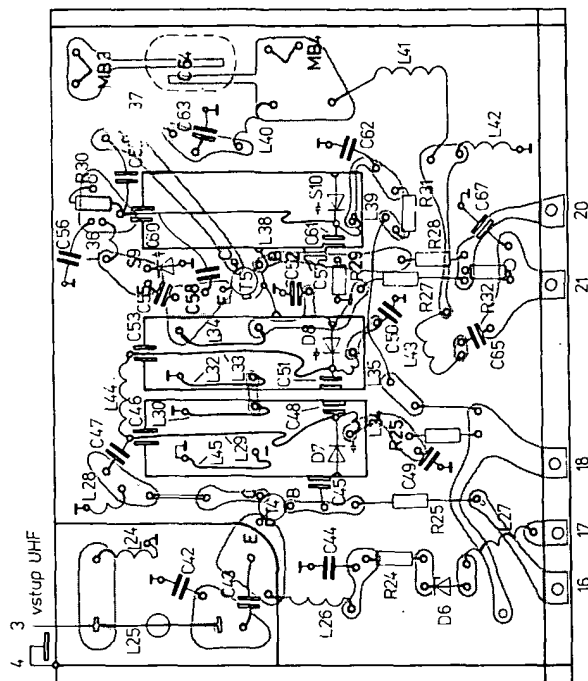 MB3
C64
MB4
L41
37
C63
L40
C62
L42
R30
C60
S10
L39
R31
C67
20
C56
L36
S9
L38
C61
R28
C55
C58
C
E
T5
B
C52
C57
R29
R27
R32
21
C53
L34
D8
C50
L43
C65
L44
L32
L33
C51
L35
C46
L30
C48
L34
R25
18
C47
L45
L29
D7
C49
L28
C
T4
B
C45
R25
L27
17
vstup UHF
L24
C42
E
C44
R24
16
3
L25
C43
L26
D6
4